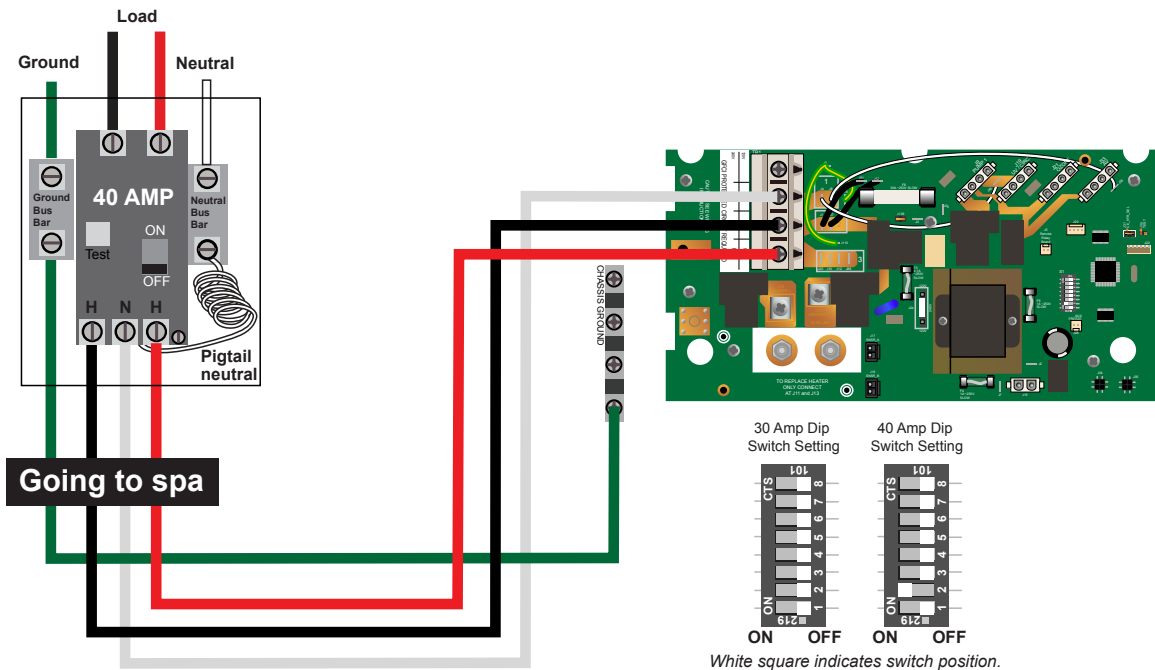 Load
Ground
Neutral
40 AMP
Ground
Bus
Bar
Neutral
Bus
Bar
Test
ON
OFF
H N H
Pigtail
neutral
Going to spa
CHASSIS GROUND
TO REPLACE HEATER
ONLY CONNECT
AT J11 and J13
30 Amp Dip
Switch Setting
40 Amp Dip
Switch Setting
101
CTS
8
7
6
5
4
3
2
1
ON
219
101
CTS
8
7
6
5
4
3
2
1
ON
219
ON OFF
ON OFF
White square indicates switch position.